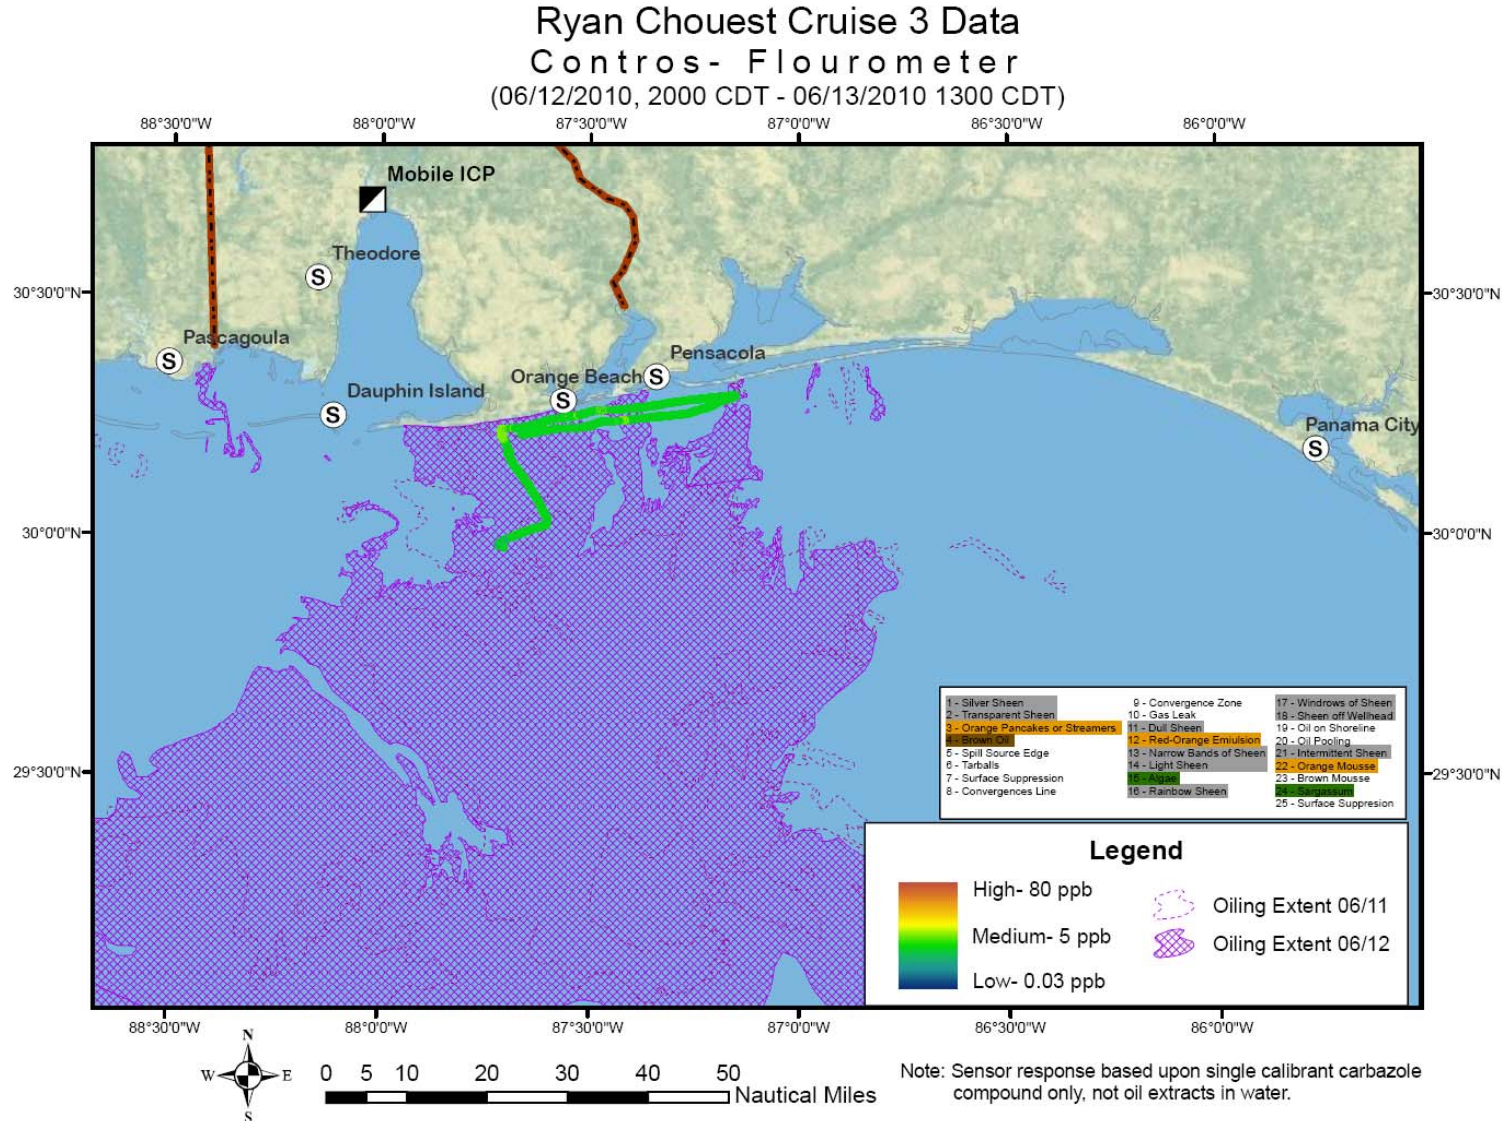 Ryan Chouest Cruise 3 Data
Contros- Flourometer
(06/12/2010, 2000 CDT - 06/13/2010 1300 CDT)
88°30'0"W 88°0'0"W 87°30'0"W 87°0'0"W 86°30'0"W 86°0'0"W
Mobile ICP
Theodore
S
30°30'0"N 30°30'0"N
Pascagoula
S
Pensacola
Orange Beach S
Dauphin Island
S
S
Panama City
S
30°0'0"N 30°0'0"N
29°30'0"N 29°30'0"N
1 - Silver Sheen
2 - Transparent Sheen
3 - Orange Pancakes or Streamers
4 - Brown Oil
5 - Spill Source Edge
6 - Tarballs
7 - Surface Suppression
8 - Convergences Line
9 - Convergence Zone
10 - Gas Leak
11 - Dull Sheen
12 - Red-Orange Emiulsion
13 - Narrow Bands of Sheen
14 - Light Sheen
15 - Algae
16 - Rainbow Sheen
17 - Windrows of Sheen
18 - Sheen off Wellhead
19 - Oil on Shoreline
20 - Oil Pooling
21 - Intermittent Sheen
22 - Orange Mousse
23 - Brown Mousse
24 - Sargassum
25 - Surface Suppresion
Legend
High- 80 ppb
Medium- 5 ppb
Low- 0.03 ppb
Oiling Extent 06/11
Oiling Extent 06/12
88°30'0"W 88°0'0"W 87°30'0"W 87°0'0"W 86°30'0"W 86°0'0"W
N
W E
S
0 5 10 20 30 40 50
Nautical Miles
Note: Sensor response based upon single calibrant carbazole
compound only, not oil extracts in water.